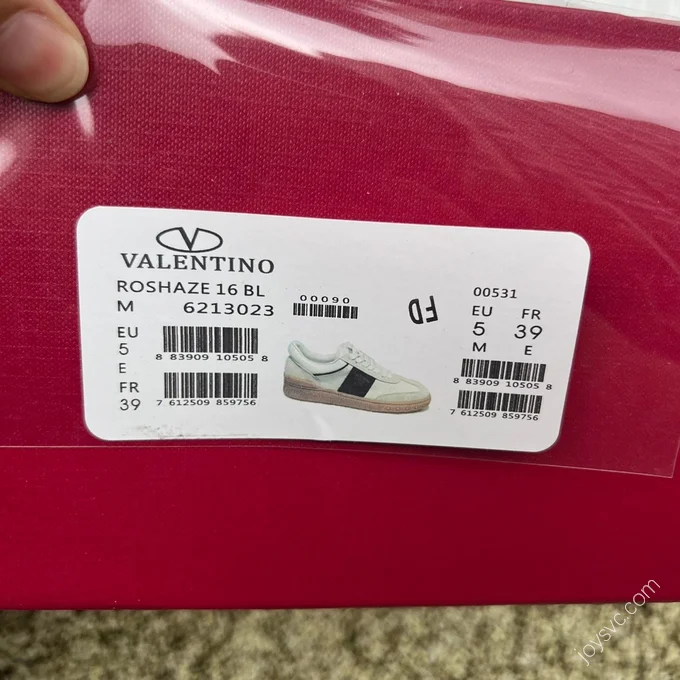 V
VALENTINO
ROSHAZE 16 BL
M 6213023
00090
EU
5
E
FR
39
8 83909 10505 8
7 612509 859756
FD
00531
EU FR
5 39
M E
8 83909 10505 8
7 612509 859756
joysvc.com